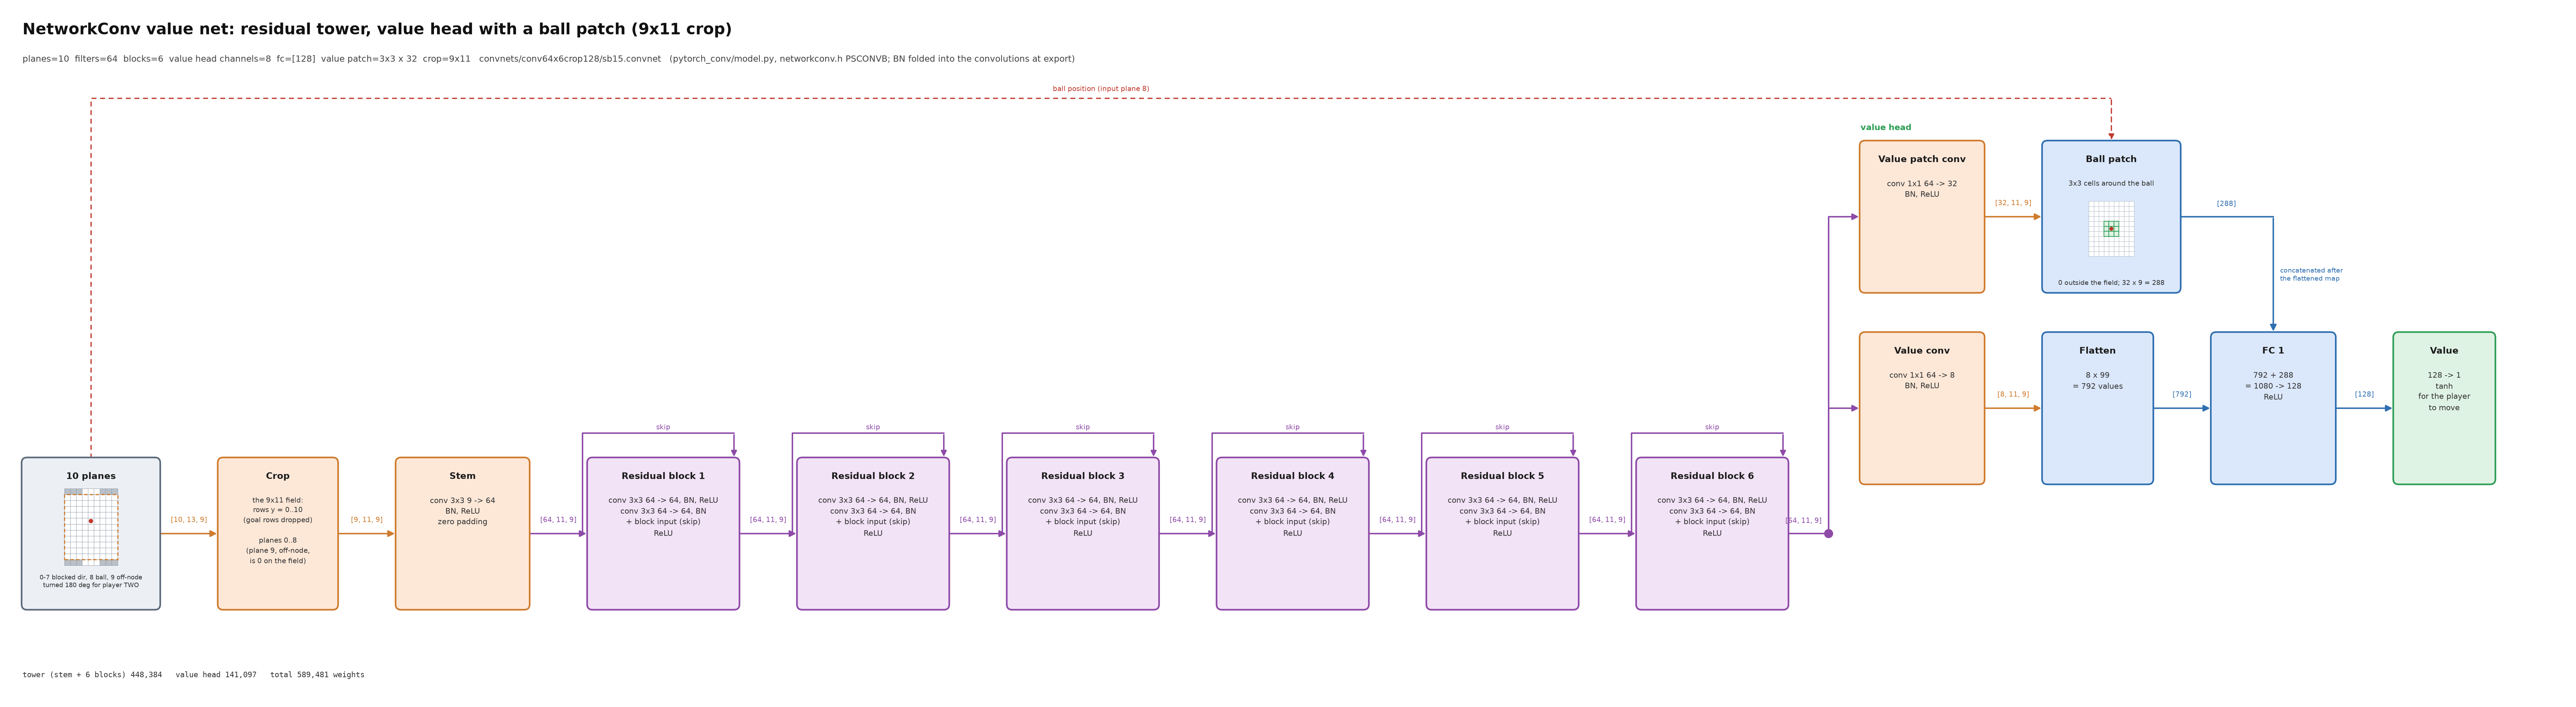 NetworkConv value net: residual tower, value head with a ball patch (9x11 crop)
planes=10  filters=64  blocks=6  value head channels=8  fc=[128]  value patch=3x3 x 32  crop=9x11   convnets/conv64x6crop128/sb15.convnet   (pytorch_conv/model.py, networkconv.h PSCONVB; BN folded into the convolutions at export)
ball position (input plane 8)
value head
Value patch conv
conv 1x1 64 -> 32
BN, ReLU
[32, 11, 9]
Ball patch
3x3 cells around the ball
0 outside the field; 32 x 9 = 288
[288]
concatenated after
the flattened map
Value conv
conv 1x1 64 -> 8
BN, ReLU
[8, 11, 9]
Flatten
8 x 99
= 792 values
[792]
FC 1
792 + 288
= 1080 -> 128
ReLU
[128]
Value
128 -> 1
tanh
for the player
to move
10 planes
0-7 blocked dir, 8 ball, 9 off-node
turned 180 deg for player TWO
[10, 13, 9]
Crop
the 9x11 field:
rows y = 0..10
(goal rows dropped)
planes 0..8
(plane 9, off-node,
is 0 on the field)
[9, 11, 9]
Stem
conv 3x3 9 -> 64
BN, ReLU
zero padding
[64, 11, 9]
skip
Residual block 1
conv 3x3 64 -> 64, BN, ReLU
conv 3x3 64 -> 64, BN
+ block input (skip)
ReLU
[64, 11, 9]
skip
Residual block 2
conv 3x3 64 -> 64, BN, ReLU
conv 3x3 64 -> 64, BN
+ block input (skip)
ReLU
[64, 11, 9]
skip
Residual block 3
conv 3x3 64 -> 64, BN, ReLU
conv 3x3 64 -> 64, BN
+ block input (skip)
ReLU
[64, 11, 9]
skip
Residual block 4
conv 3x3 64 -> 64, BN, ReLU
conv 3x3 64 -> 64, BN
+ block input (skip)
ReLU
[64, 11, 9]
skip
Residual block 5
conv 3x3 64 -> 64, BN, ReLU
conv 3x3 64 -> 64, BN
+ block input (skip)
ReLU
[64, 11, 9]
skip
Residual block 6
conv 3x3 64 -> 64, BN, ReLU
conv 3x3 64 -> 64, BN
+ block input (skip)
ReLU
[64, 11, 9]
tower (stem + 6 blocks) 448,384   value head 141,097   total 589,481 weights